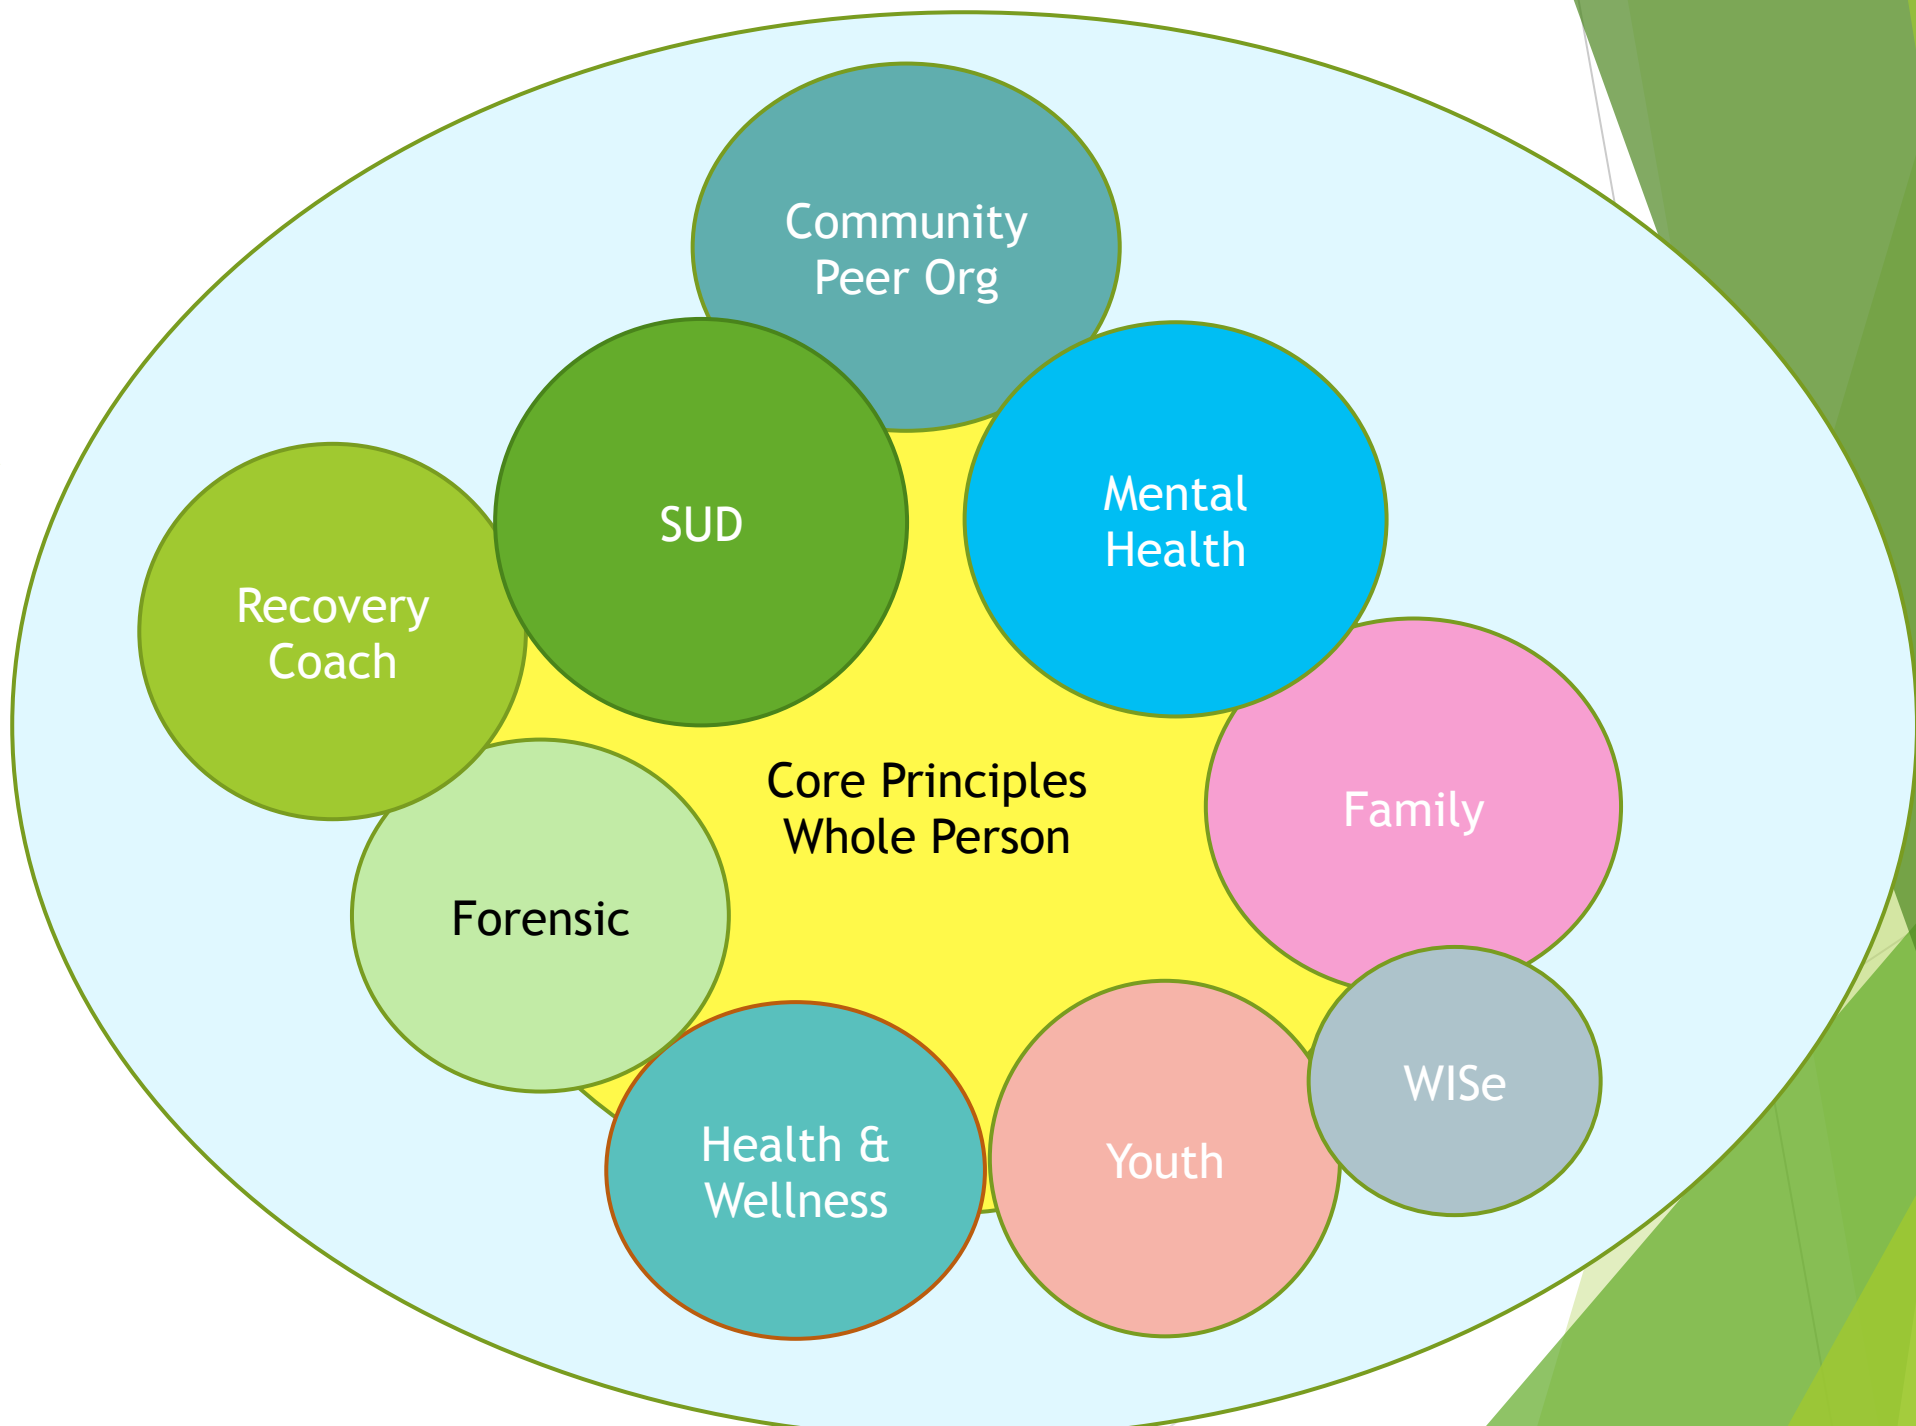 Community
Peer Org
SUD
Mental
Health
Recovery
Coach
Core Principles
Whole Person
Family
Forensic
WISe
Health &
Wellness
Youth